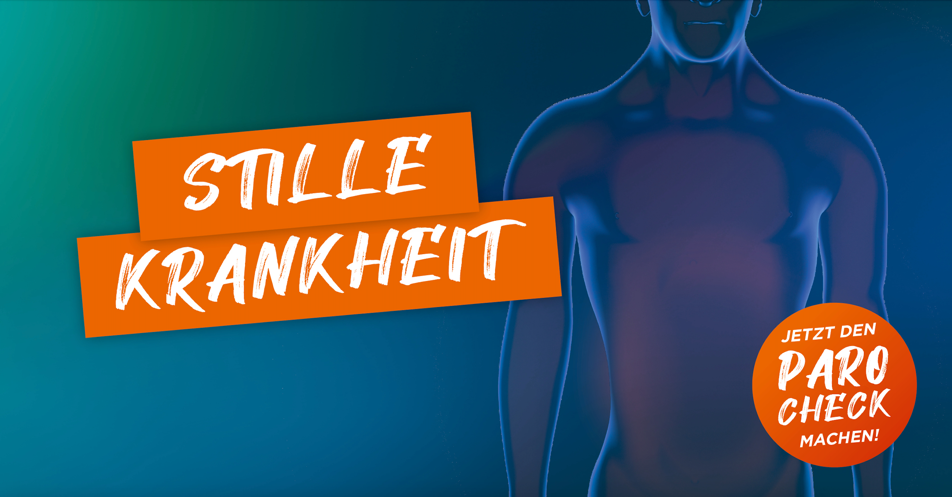 STILLE
KRANKHEIT
JETZT DEN
PARO
CHECK
MACHEN!